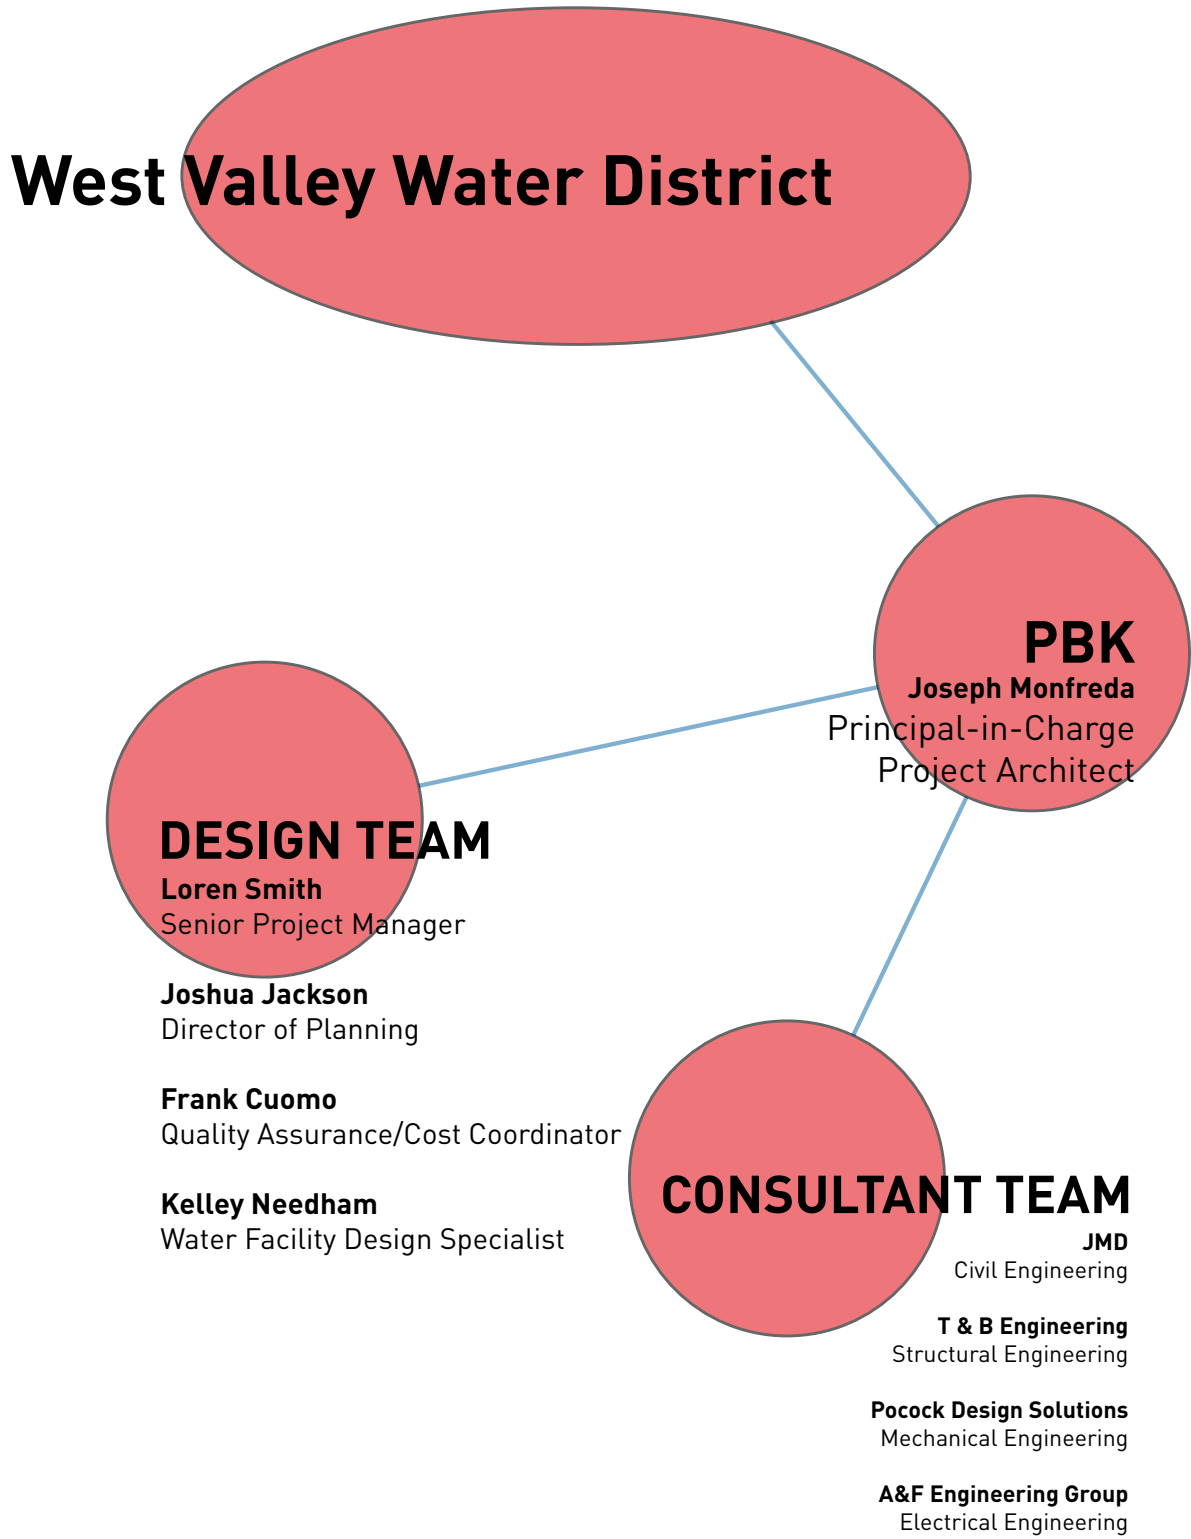 West Valley Water District
PBK
Joseph Monfreda
Principal-in-Charge
Project Architect
DESIGN TEAM
Loren Smith
Senior Project Manager
Joshua Jackson
Director of Planning
Frank Cuomo
Quality Assurance/Cost Coordinator
Kelley Needham
Water Facility Design Specialist
CONSULTANT TEAM
JMD
Civil Engineering
T & B Engineering
Structural Engineering
Pocock Design Solutions
Mechanical Engineering
A&F Engineering Group
Electrical Engineering